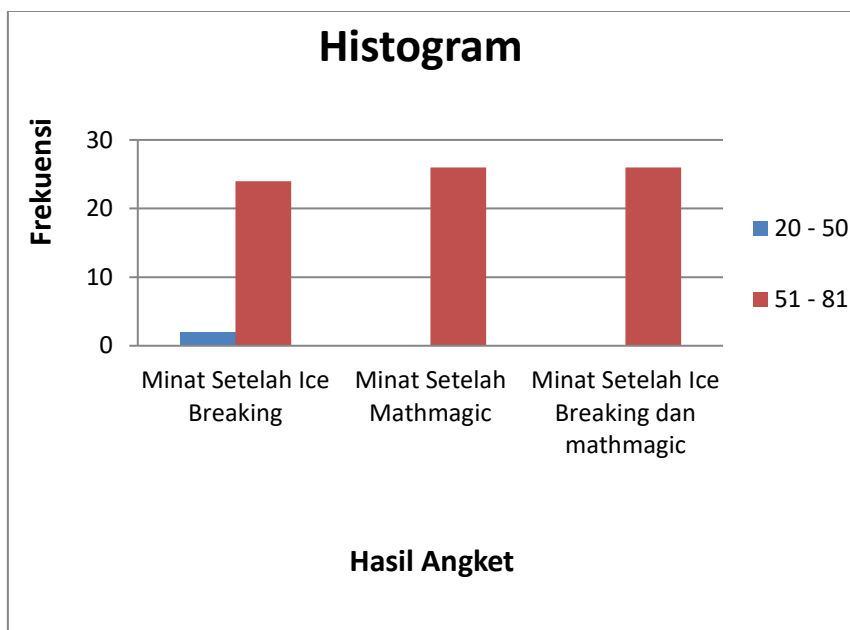 Histogram
Frekuensi
30
20
10
0
Minat Setelah Ice
Breaking
Minat Setelah
Mathmagic
Minat Setelah Ice
Breaking dan
mathmagic
Hasil Angket
20 - 50
51 - 81